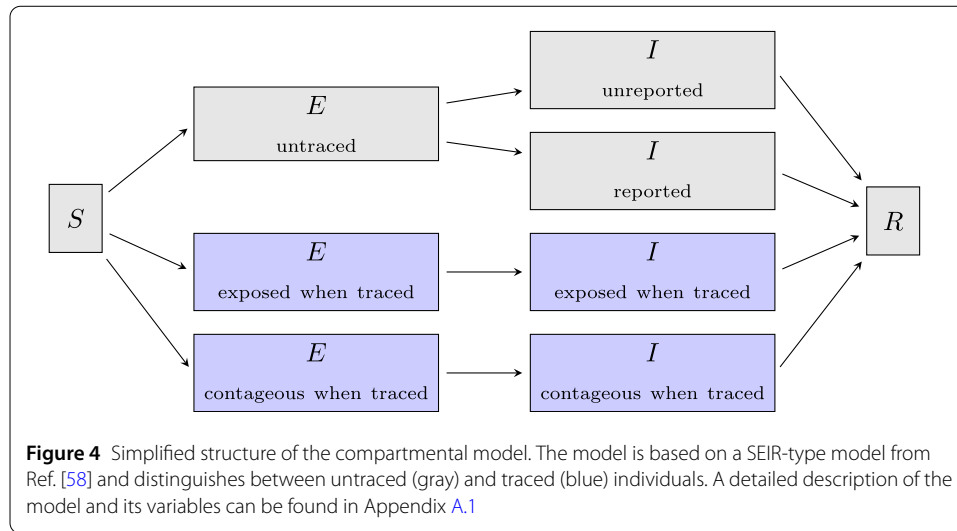 I
unreported
E
untraced
I
reported
S
R
E
exposed when traced
I
exposed when traced
E
contageous when traced
I
contageous when traced
Figure 4 Simplified structure of the compartmental model. The model is based on a SEIR-type model from
Ref. [58] and distinguishes between untraced (gray) and traced (blue) individuals. A detailed description of the
model and its variables can be found in Appendix A.1